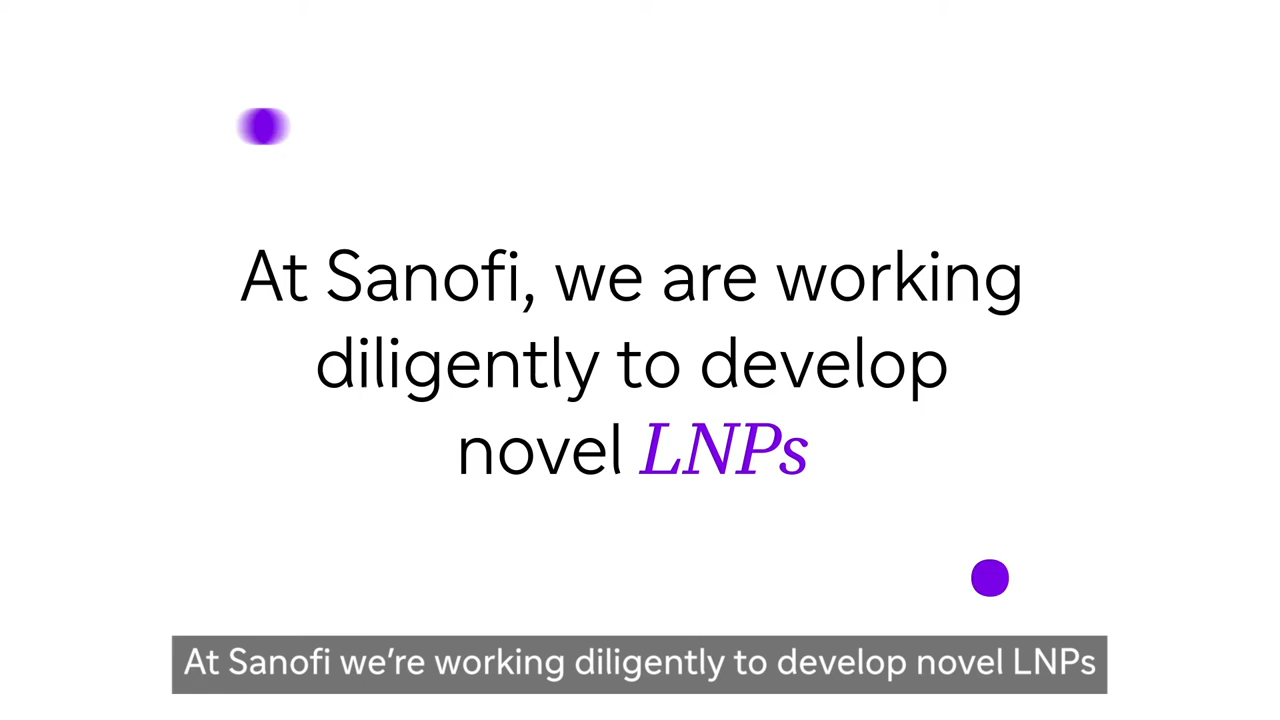 At Sanofi, we are working
diligently to develop
novel LNPs
At Sanofi we’re working diligently to develop novel LNPs